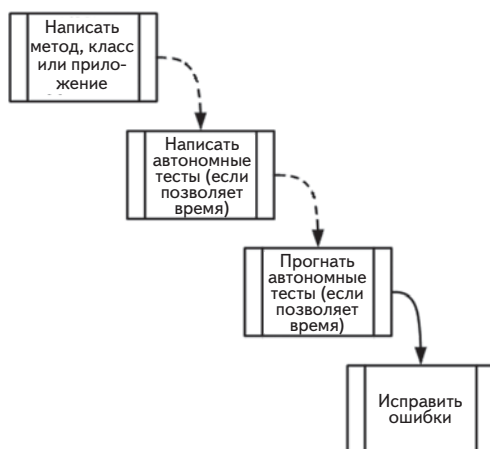 Написать
метод, класс
или прило-
жение
Написать
автономные
тесты (если
позволяет
время)
Прогнать
автономные
тесты (если
позволяет
время)
Исправить
ошибки